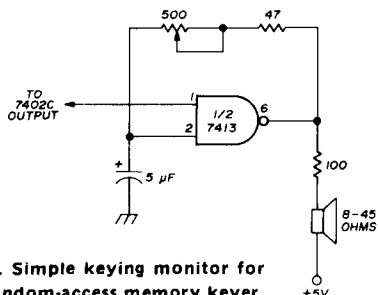 500
47
TO
7402C
OUTPUT
1
2
1/2
7413
6
+
5 µF
100
8-45
OHMS
+5V
. Simple keying monitor for
ndom-access memory keyer